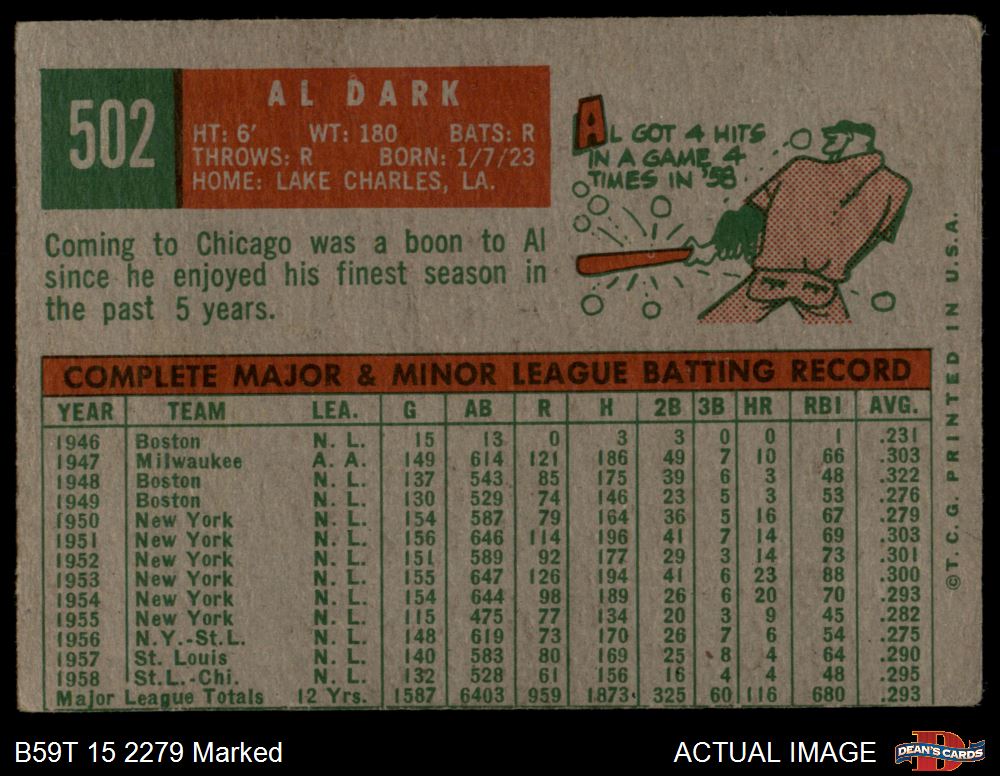 502
AL DARK
HT: 6' WT: 180 BATS: R
THROWS: R BORN: 1/7/23
HOME: LAKE CHARLES, LA.
AL GOT 4 HITS
IN A GAME 4
TIMES IN '58.
Coming to Chicago was a boon to Al
since he enjoyed his finest season in
the past 5 years.
COMPLETE MAJOR & MINOR LEAGUE BATTING RECORD
YEAR TEAM LEA. G AB R H 2B 3B HR RBI AVG.
1946 Boston N. L. 15 13 0 3 3 0 0 1 .231
1947 Milwaukee A. A. 149 614 121 186 49 7 10 66 .303
1948 Boston N. L. 137 543 85 175 39 6 3 48 .322
1949 Boston N. L. 130 529 74 146 23 5 3 53 .276
1950 New York N. L. 154 587 79 164 36 5 16 67 .279
1951 New York N. L. 156 646 114 196 41 7 14 69 .303
1952 New York N. L. 151 589 92 177 29 3 14 73 .301
1953 New York N. L. 155 647 126 194 41 6 23 88 .300
1954 New York N. L. 154 644 98 189 26 6 20 70 .293
1955 New York N. L. 115 475 77 134 20 3 9 45 .282
1956 N.Y.-St.L. N. L. 148 619 73 170 26 7 6 54 .275
1957 St. Louis N. L. 140 583 80 169 25 8 4 64 .290
1958 St.L.-Chi. N. L. 132 528 61 156 16 4 4 48 .295
Major League Totals 12 Yrs. 1587 6403 959 1873 325 60 116 680 .293
©T. C. G. PRINTED IN U.S.A.
B59T 15 2279 Marked
ACTUAL IMAGE
D
DEAN'S CARDS